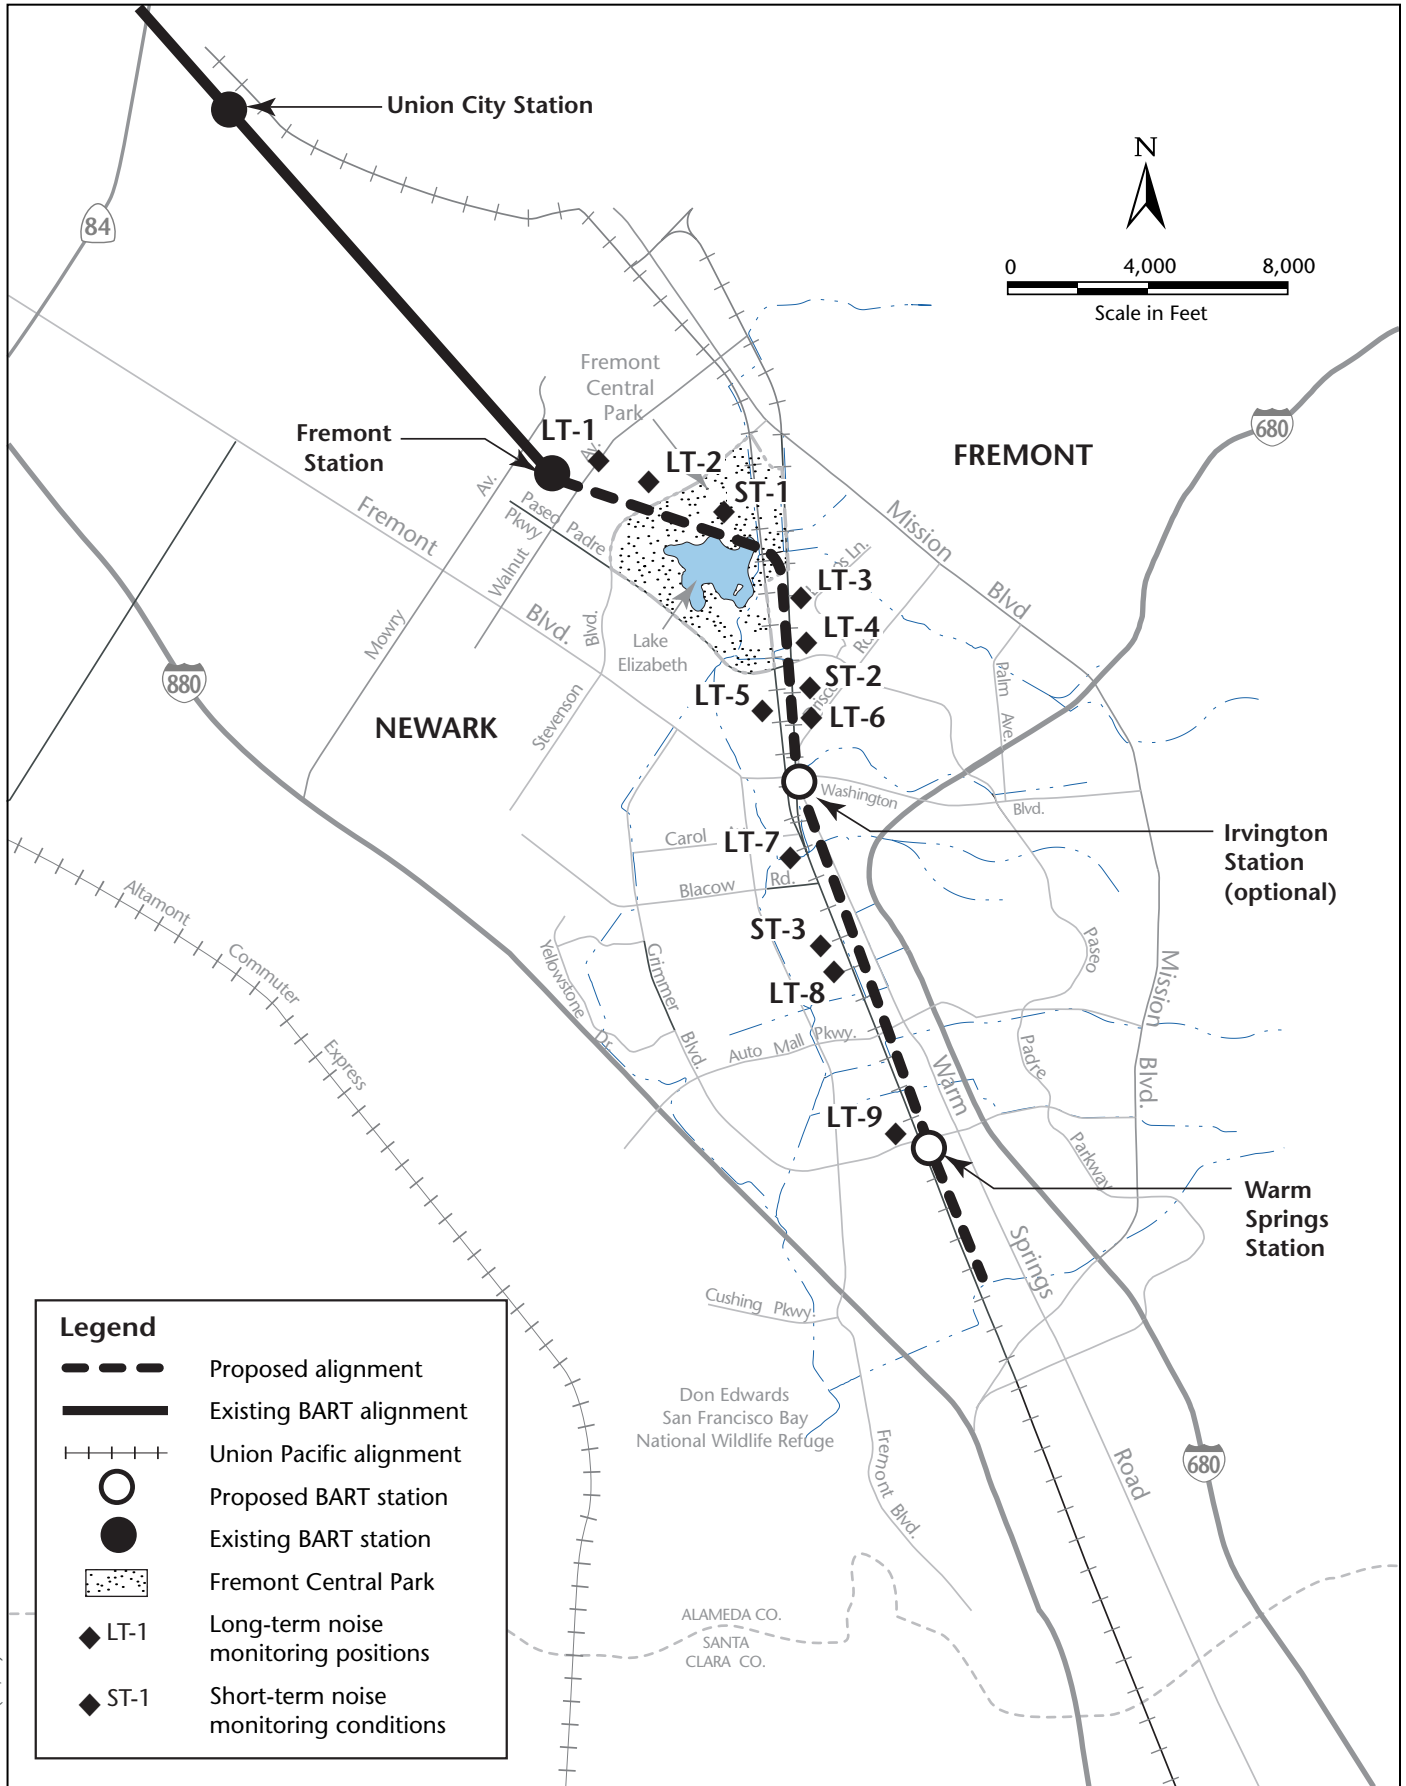 Union City Station
N
84
0 4,000 8,000
Scale in Feet
Fremont
Central
Park
680
LT-1
Fremont
Station
Av.
LT-2
FREMONT
Av.
ST-1
Paseo Padre
Pkwy
Fremont
Mission
Walnut
Ln.
LT-3
Blvd
Mowry
Blvd.
Blvd.
LT-4
Lake
Elizabeth
880
ST-2
Palm
Ave.
LT-5
LT-6
NEWARK
Stevenson
Washington
Blvd.
Irvington
Station
(optional)
Carol
LT-7
Blacow Rd.
Altamont
ST-3
Paseo
Commuter
Yellowstone
Dr.
Grimmer
Blvd.
LT-8
Mission
Blvd.
Auto Mall Pkwy.
Padre
Express
Warm
LT-9
Parkway
Warm
Springs
Station
Springs
Cushing Pkwy.
Don Edwards
San Francisco Bay
National Wildlife Refuge
Fremont Blvd.
Road
680
ALAMEDA CO.
SANTA
CLARA CO.
Legend
Proposed alignment
Existing BART alignment
Union Pacific alignment
Proposed BART station
Existing BART station
Fremont Central Park
LT-1 Long-term noise
monitoring positions
ST-1 Short-term noise
monitoring conditions